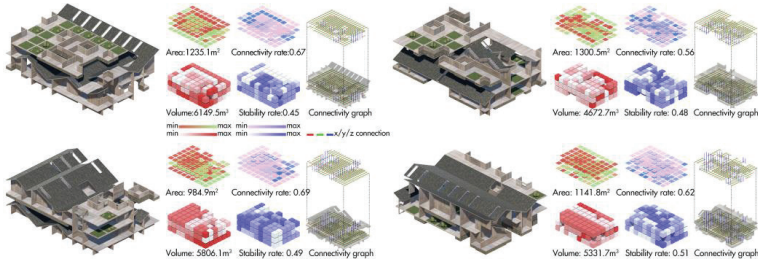 Area:1235.1m² Connectivity rate:0.67
Volume:6149.5m³ Stability rate:0.45 Connectivity graph
min max min max
min max min max x/y/z connection
Area: 1300.5m² Connectivity rate: 0.56
Volume: 4672.7m³ Stability rate: 0.48 Connectivity graph
Area: 984.9m² Connectivity rate: 0.69
Volume: 5806.1m³ Stability rate: 0.49 Connectivity graph
Area: 1141.8m² Connectivity rate: 0.62
Volume: 5331.7m³ Stability rate: 0.51 Connectivity graph